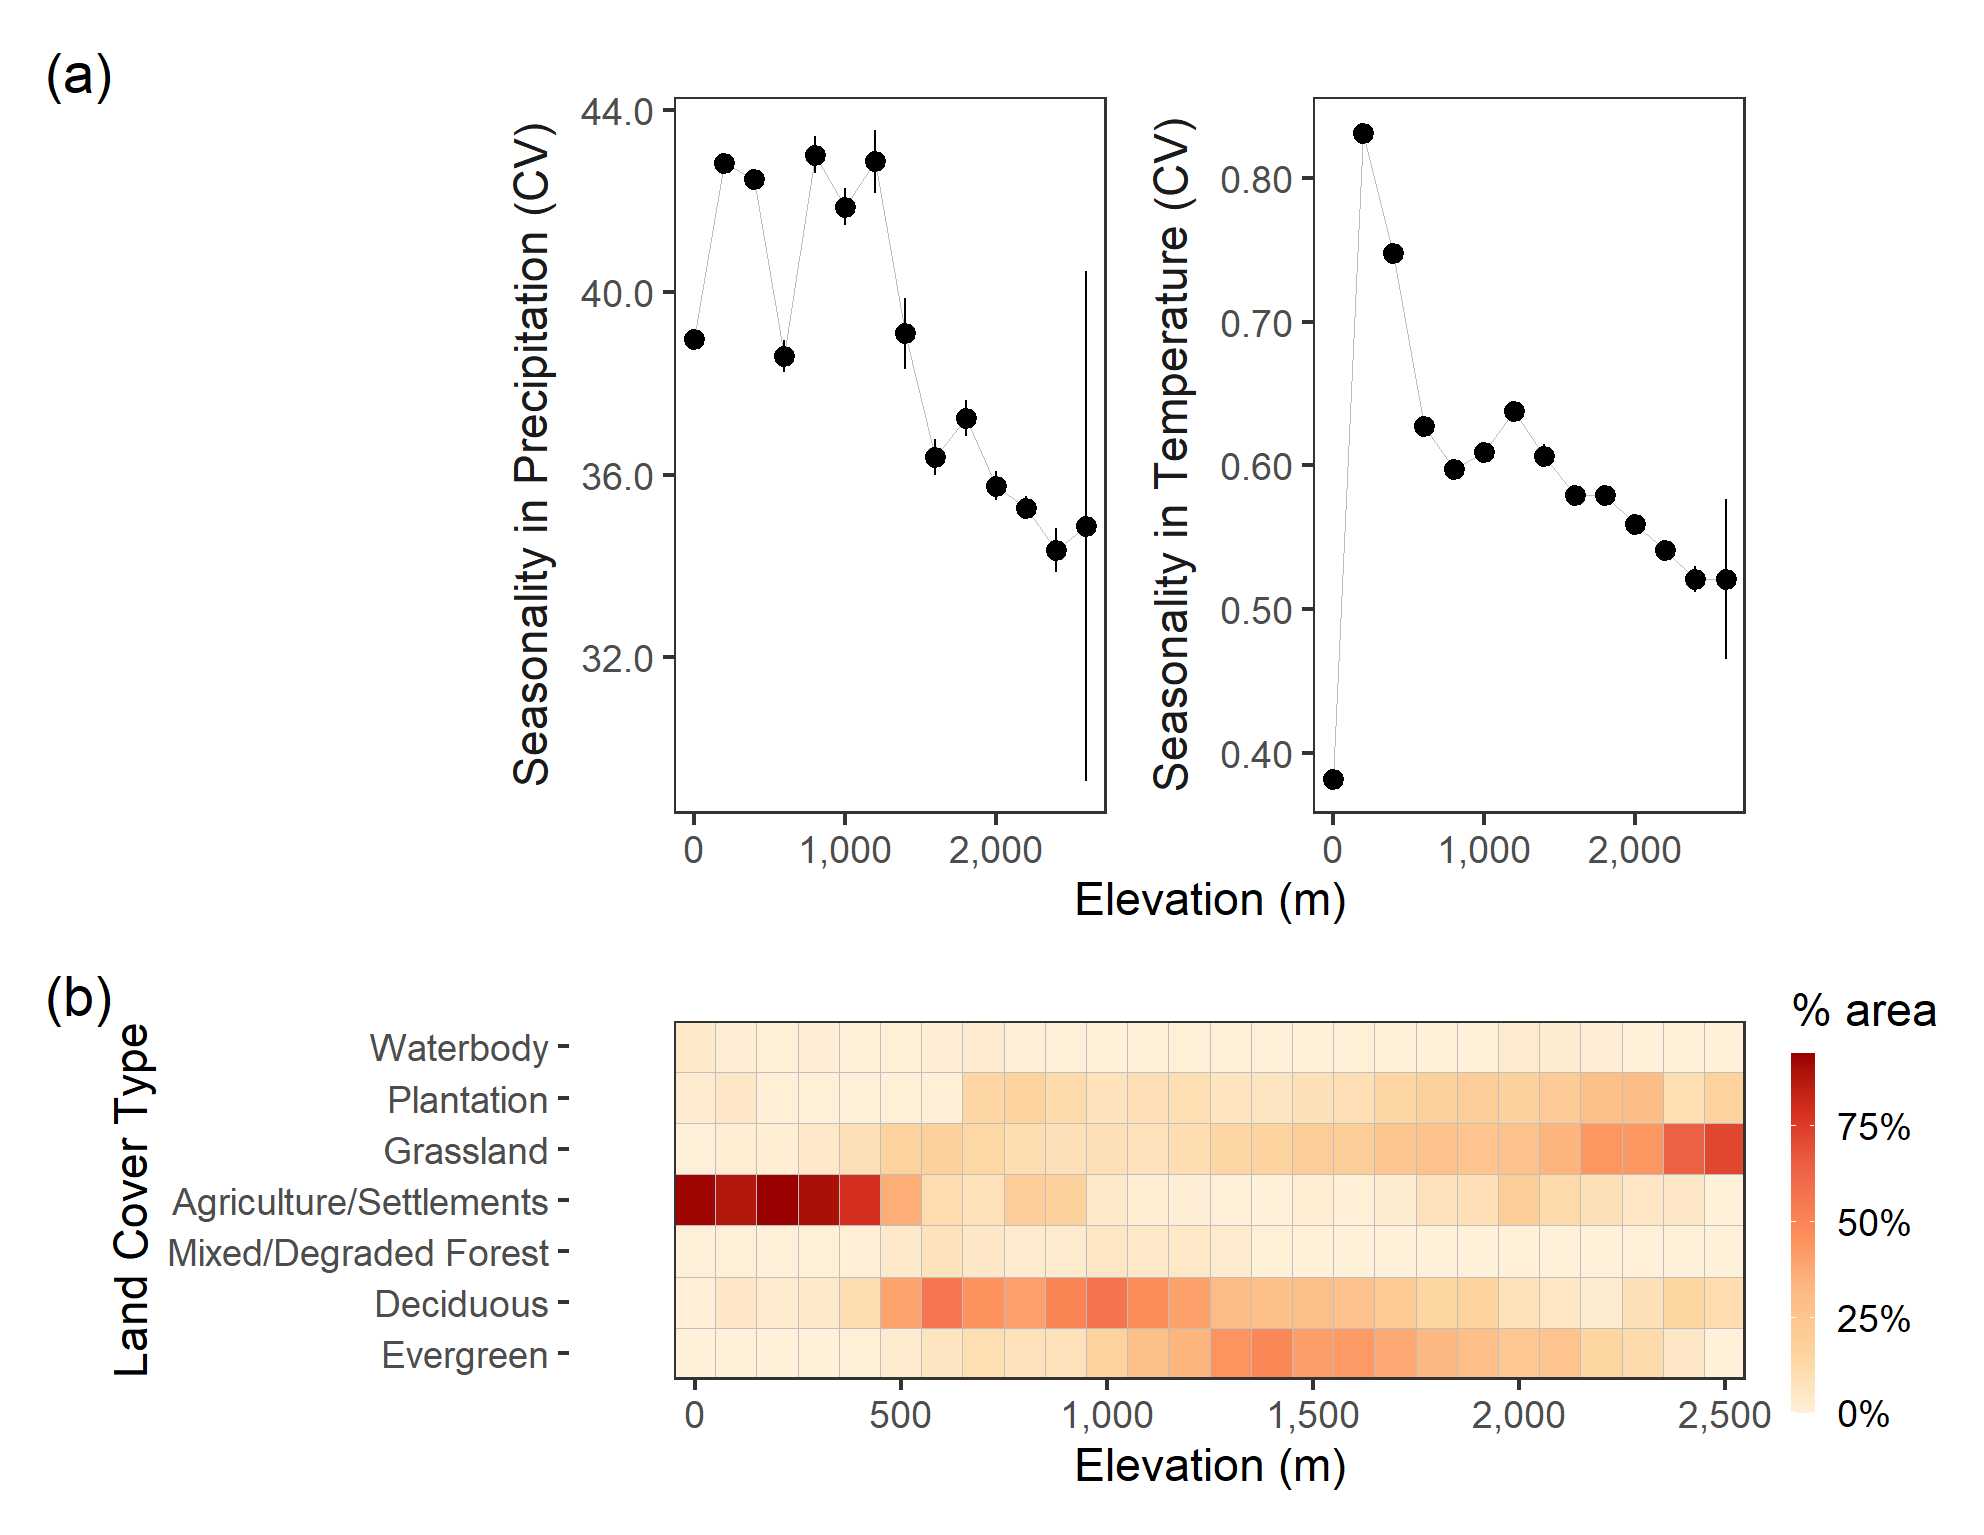 (a)
Seasonality in Precipitation (CV)
44.0
40.0
36.0
32.0
0
1,000
2,000
Seasonality in Temperature (CV)
0.80
0.70
0.60
0.50
0.40
0
1,000
2,000
Elevation (m)
(b)
Land Cover Type
Waterbody
Plantation
Grassland
Agriculture/Settlements
Mixed/Degraded Forest
Deciduous
Evergreen
0
500
1,000
1,500
2,000
2,500
Elevation (m)
% area
75%
50%
25%
0%